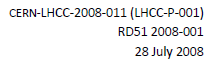 CERN-LHCC-2008-011 (LHCC-P-001)
RD51 2008-001
28 July 2008